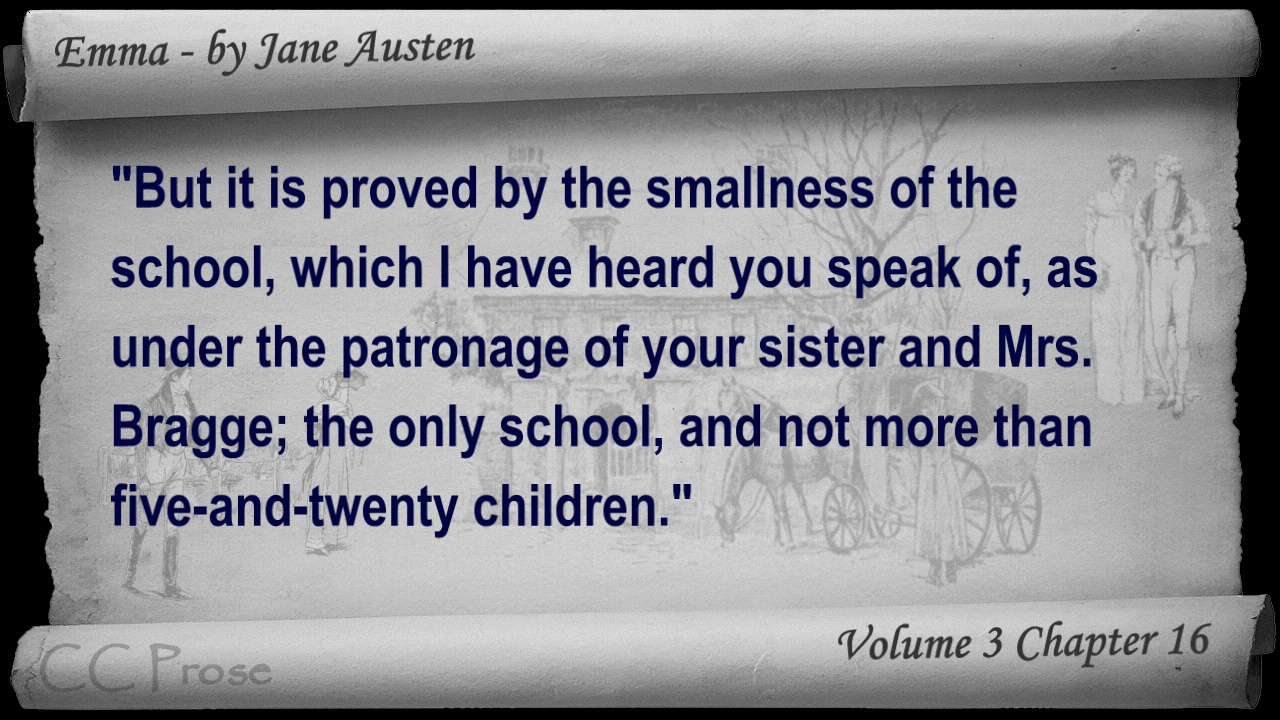 Emma - by Jane Austen
"But it is proved by the smallness of the
school, which I have heard you speak of, as
under the patronage of your sister and Mrs.
Bragge; the only school, and not more than
five-and-twenty children."
Volume 3 Chapter 16
CC Prose